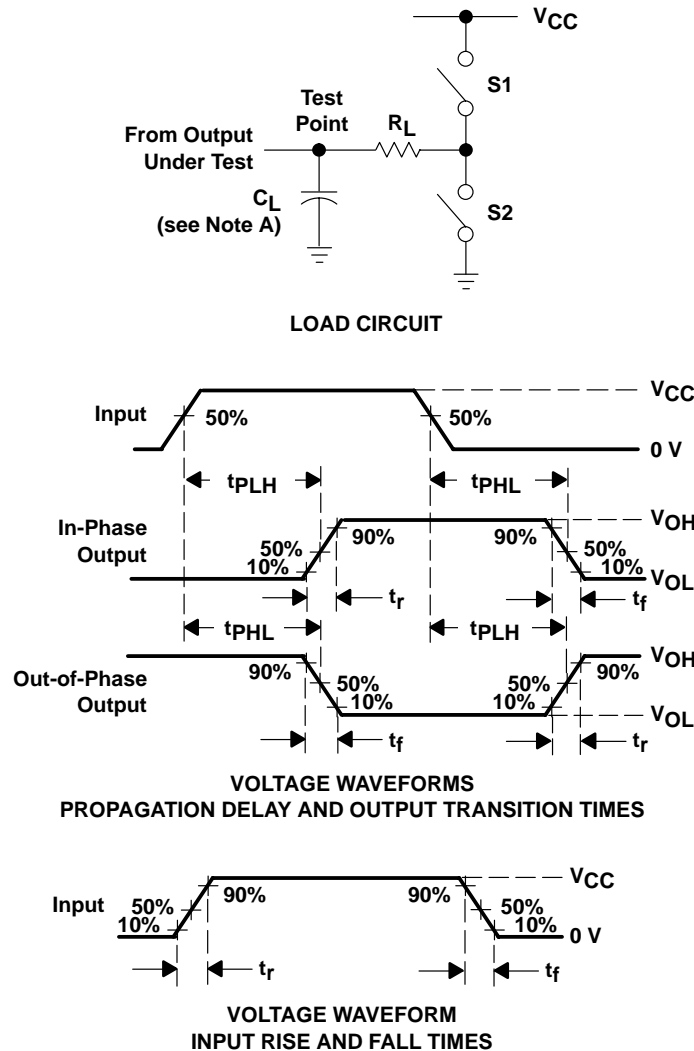 VCC
S1
Test
Point
RL
From Output
Under Test
CL
(see Note A)
S2
LOAD CIRCUIT
VCC
Input
50%
50%
0 V
tPLH
tPHL
In-Phase
Output
VOH
90%
90%
50%
50%
10%
10%
VOL
tr
tf
tPHL
tPLH
Out-of-Phase
Output
VOH
90%
90%
50%
50%
10%
10%
VOL
tf
tr
VOLTAGE WAVEFORMS
PROPAGATION DELAY AND OUTPUT TRANSITION TIMES
VCC
Input
90%
90%
50%
50%
10%
10%
0 V
tr
tf
VOLTAGE WAVEFORM
INPUT RISE AND FALL TIMES